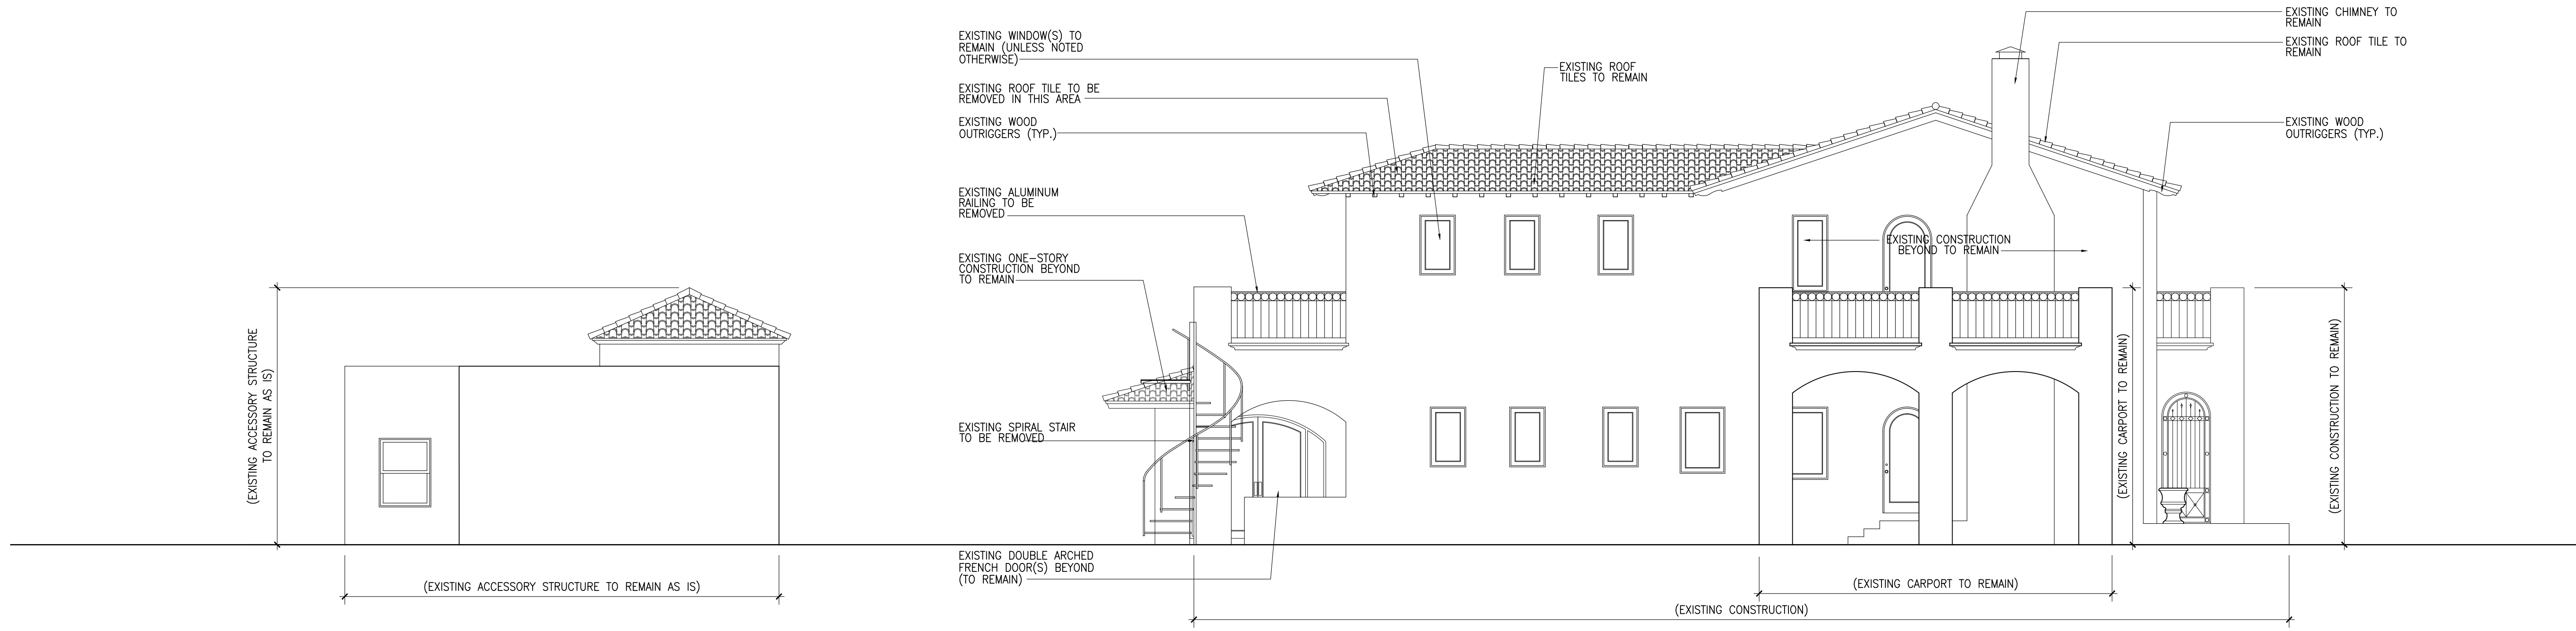 EXISTING WINDOW(S) TO
REMAIN (UNLESS NOTED
OTHERWISE)
EXISTING ROOF TILE TO BE
REMOVED IN THIS AREA
EXISTING WOOD
OUTRIGGERS (TYP.)
EXISTING ALUMINUM
RAILING TO BE
REMOVED
EXISTING ONE-STORY
CONSTRUCTION BEYOND
TO REMAIN
EXISTING SPIRAL STAIR
TO BE REMOVED
EXISTING DOUBLE ARCHED
FRENCH DOOR(S) BEYOND
(TO REMAIN)
EXISTING ROOF
TILES TO REMAIN
EXISTING CHIMNEY TO
REMAIN
EXISTING ROOF TILE TO
REMAIN
EXISTING WOOD
OUTRIGGERS (TYP.)
EXISTING CONSTRUCTION
BEYOND TO REMAIN
(EXISTING ACCESSORY STRUCTURE
TO REMAIN AS IS)
(EXISTING ACCESSORY STRUCTURE TO REMAIN AS IS)
(EXISTING CARPORT TO REMAIN)
(EXISTING CONSTRUCTION TO REMAIN)
(EXISTING CARPORT TO REMAIN)
(EXISTING CONSTRUCTION)